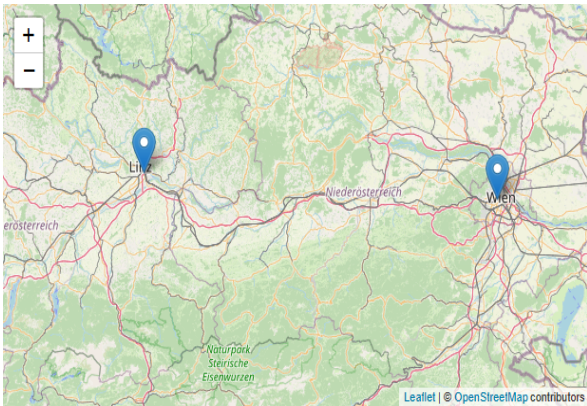 +
−
Linz
Niederösterreich
Wien
erösterreich
Naturpark
Steirische
Eisenwurzen
Leaflet | © OpenStreetMap contributors